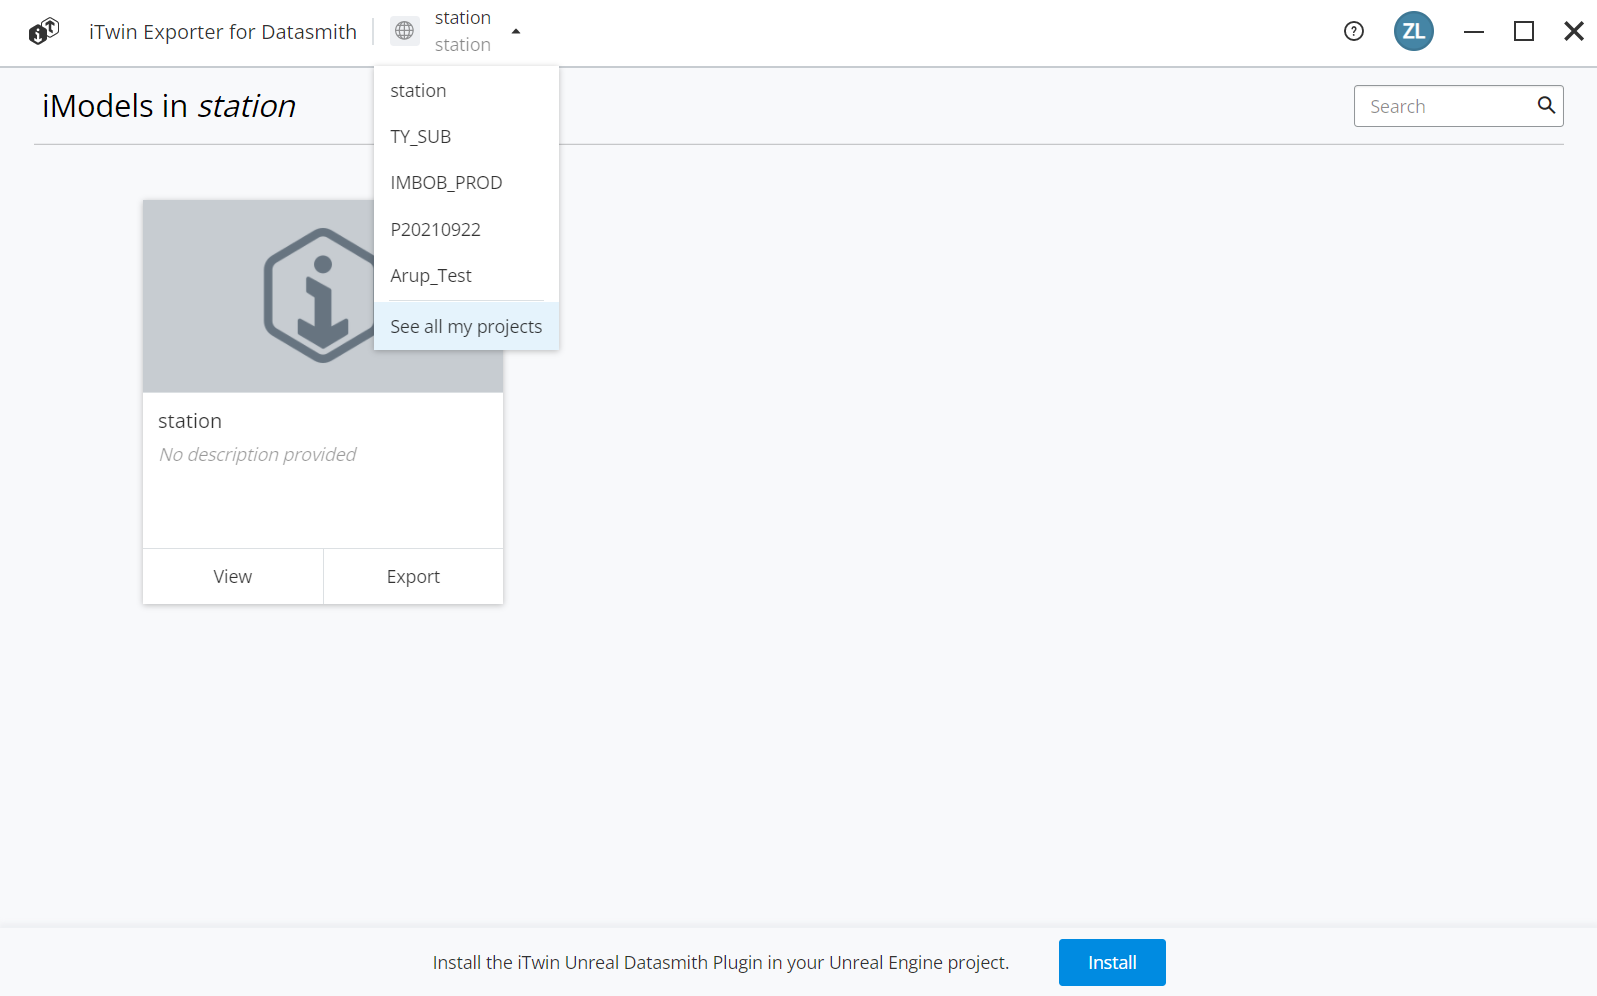 iTwin Exporter for Datasmith
station
station
ZL
iModels in station
Search
station
TY_SUB
IMBOB_PROD
P20210922
Arup_Test
See all my projects
station
No description provided
View
Export
Install the iTwin Unreal Datasmith Plugin in your Unreal Engine project.
Install